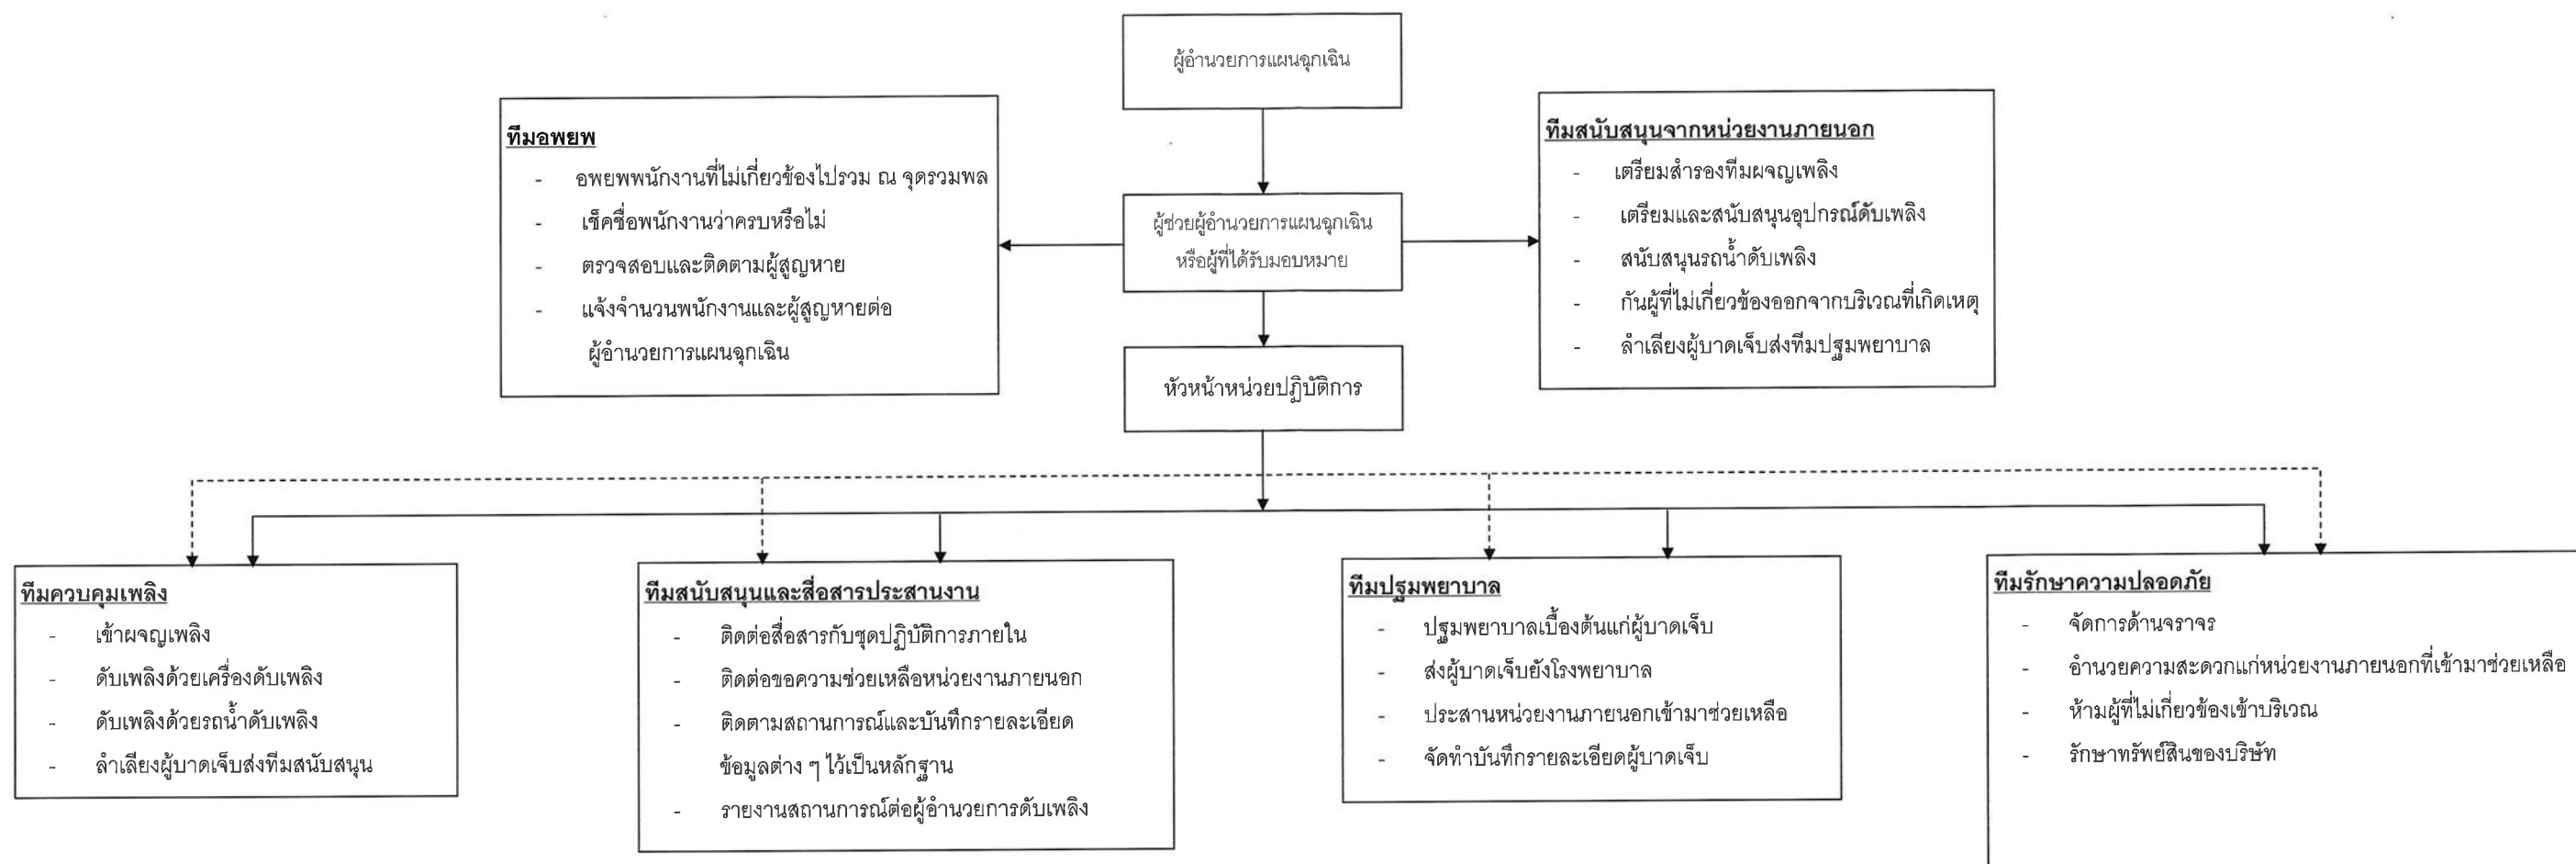 ผู้อำนวยการแผนฉุกเฉิน
ทีมอพยพ
- อพยพพนักงานที่ไม่เกี่ยวข้องไปรวม ณ จุดรวมพล
- เช็คชื่อพนักงานว่าครบหรือไม่
- ตรวจสอบและติดตามผู้สูญหาย
- แจ้งจำนวนพนักงานและผู้สูญหายต่อ
ผู้อำนวยการแผนฉุกเฉิน
ผู้ช่วยผู้อำนวยการแผนฉุกเฉิน
หรือผู้ที่ได้รับมอบหมาย
ทีมสนับสนุนจากหน่วยงานภายนอก
- เตรียมสำรองทีมผจญเพลิง
- เตรียมและสนับสนุนอุปกรณ์ดับเพลิง
- สนับสนุนรถน้ำดับเพลิง
- กันผู้ที่ไม่เกี่ยวข้องออกจากบริเวณที่เกิดเหตุ
- ลำเลียงผู้บาดเจ็บส่งทีมปฐมพยาบาล
หัวหน้าหน่วยปฏิบัติการ
ทีมควบคุมเพลิง
- เข้าผจญเพลิง
- ดับเพลิงด้วยเครื่องดับเพลิง
- ดับเพลิงด้วยรถน้ำดับเพลิง
- ลำเลียงผู้บาดเจ็บส่งทีมสนับสนุน
ทีมสนับสนุนและสื่อสารประสานงาน
- ติดต่อสื่อสารกับชุดปฏิบัติการภายใน
- ติดต่อขอความช่วยเหลือหน่วยงานภายนอก
- ติดตามสถานการณ์และบันทึกรายละเอียด
ข้อมูลต่าง ๆ ไว้เป็นหลักฐาน
- รายงานสถานการณ์ต่อผู้อำนวยการดับเพลิง
ทีมปฐมพยาบาล
- ปฐมพยาบาลเบื้องต้นแก่ผู้บาดเจ็บ
- ส่งผู้บาดเจ็บยังโรงพยาบาล
- ประสานหน่วยงานภายนอกเข้ามาช่วยเหลือ
- จัดทำบันทึกรายละเอียดผู้บาดเจ็บ
ทีมรักษาความปลอดภัย
- จัดการด้านจราจร
- อำนวยความสะดวกแก่หน่วยงานภายนอกที่เข้ามาช่วยเหลือ
- ห้ามผู้ที่ไม่เกี่ยวข้องเข้าบริเวณ
- รักษาทรัพย์สินของบริษัท